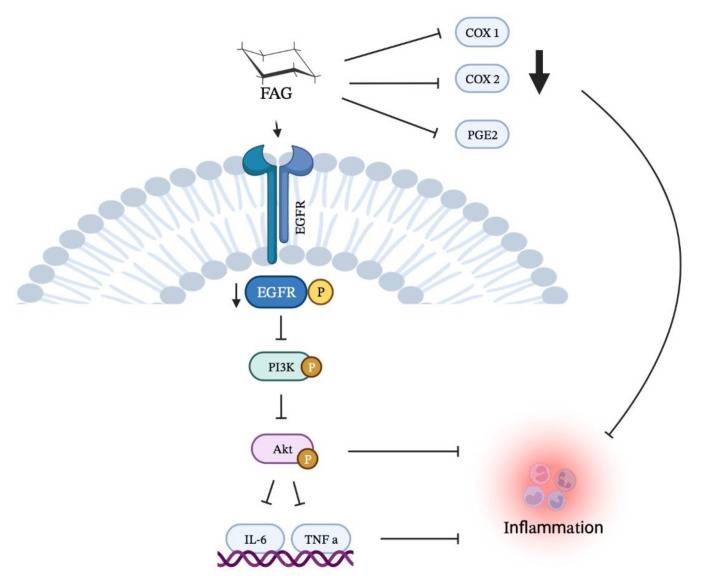 COX 1
COX 2
FAG
PGE2
EGFR
EGFR P
PI3K P
Akt
P
IL-6 TNF a
Inflammation